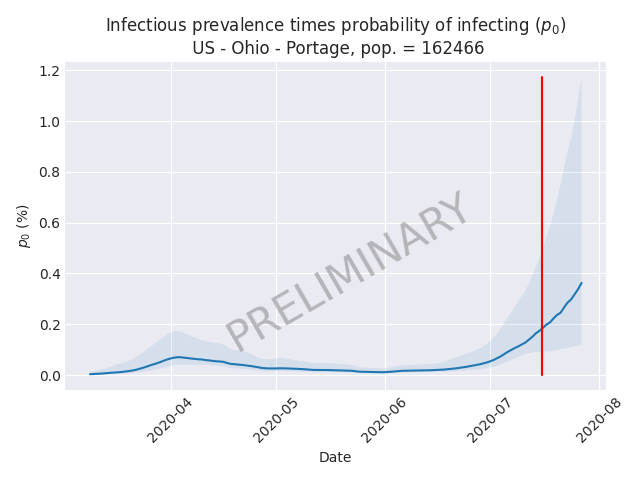 Infectious prevalence times probability of infecting (p₀)
US - Ohio - Portage, pop. = 162466
1.2
1.0
0.8
0.6
0.4
0.2
0.0
p₀ (%)
PRELIMINARY
2020-04
2020-05
2020-06
2020-07
2020-08
Date